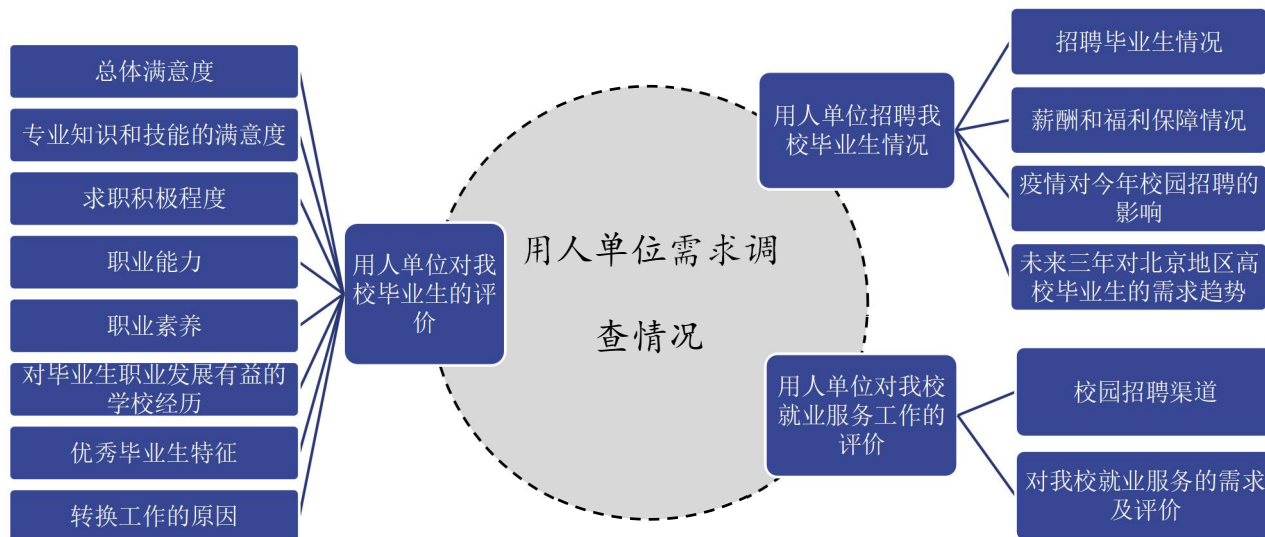 总体满意度
专业知识和技能的满意度
求职积极程度
职业能力
职业素养
对毕业生职业发展有益的
学校经历
优秀毕业生特征
转换工作的原因
用人单位对我
校毕业生的评
价
用人单位需求调
查情况
用人单位招聘我
校毕业生情况
招聘毕业生情况
薪酬和福利保障情况
疫情对今年校园招聘的
影响
未来三年对北京地区高
校毕业生的需求趋势
用人单位对我校
就业服务工作的
评价
校园招聘渠道
对我校就业服务的需求
及评价